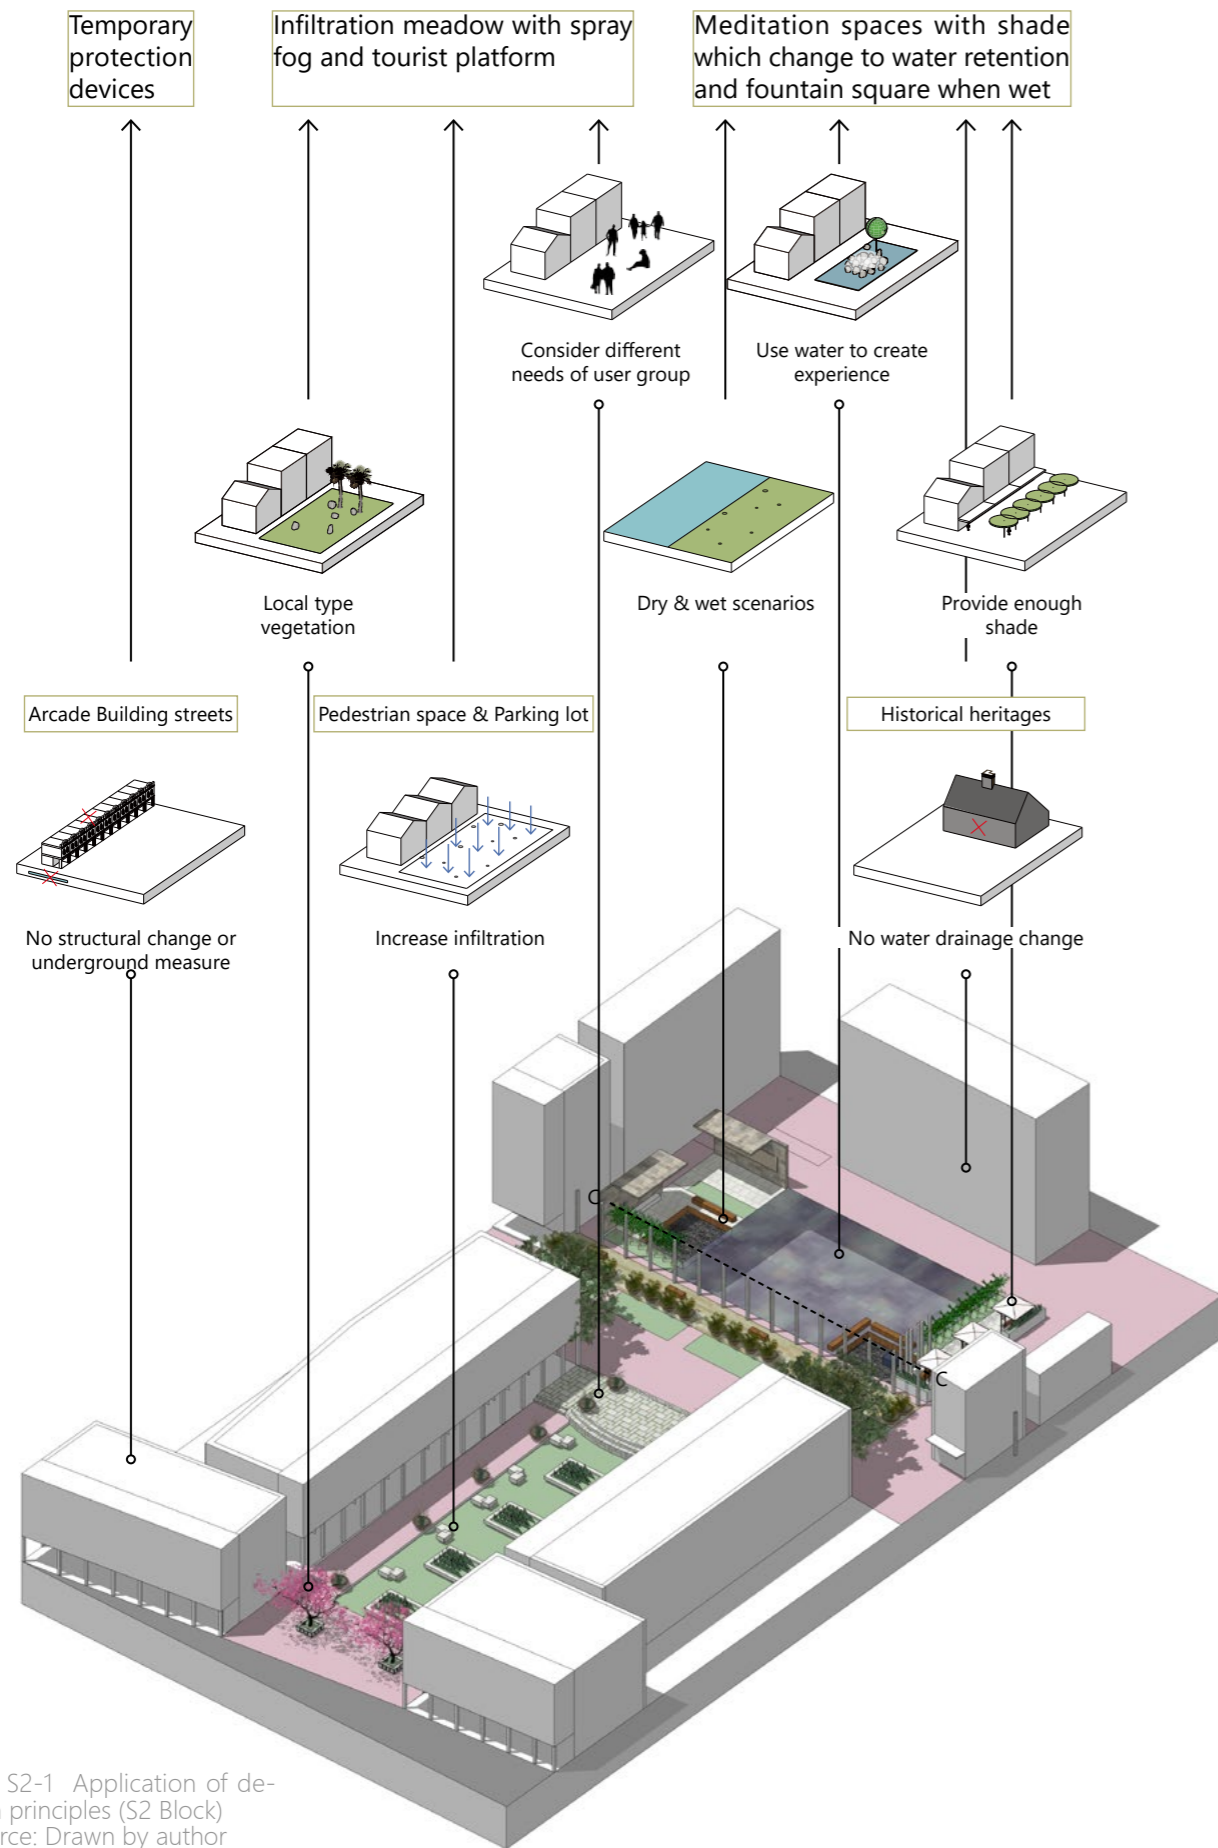 Temporary
protection
devices
Infiltration meadow with spray
fog and tourist platform
Meditation spaces with shade
which change to water retention
and fountain square when wet
Consider different
needs of user group
Use water to create
experience
Local type
vegetation
Dry & wet scenarios
Provide enough
shade
Arcade Building streets
Pedestrian space & Parking lot
Historical heritages
No structural change or
underground measure
Increase infiltration
No water drainage change
C
C
S2-1 Application of de-
principles (S2 Block)
rce: Drawn by author